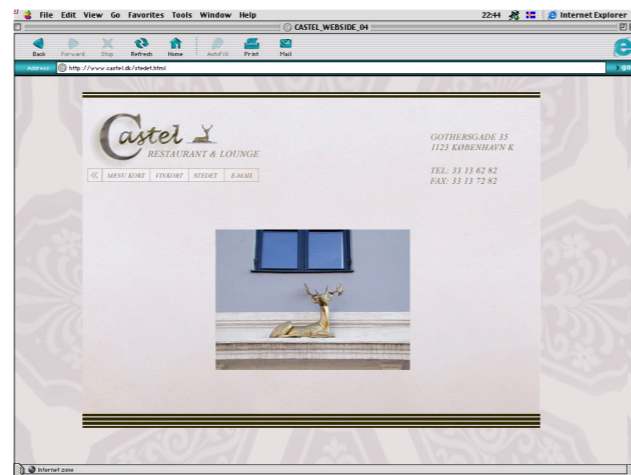 File Edit View Go Favorites Tools Window Help 22:44 Internet Explorer
CASTEL_WEBSIDE_04
Back Forward Stop Refresh Home AutoFill Print Mail
Address http://www.castel.dk/stedet.html go
Castel
RESTAURANT & LOUNGE
GOTHERSGADE 35
1123 KØBENHAVN K
TEL: 33 13 62 82
FAX: 33 13 72 82
MENU KORT VINKORT STEDET E-MAIL
Internet zone